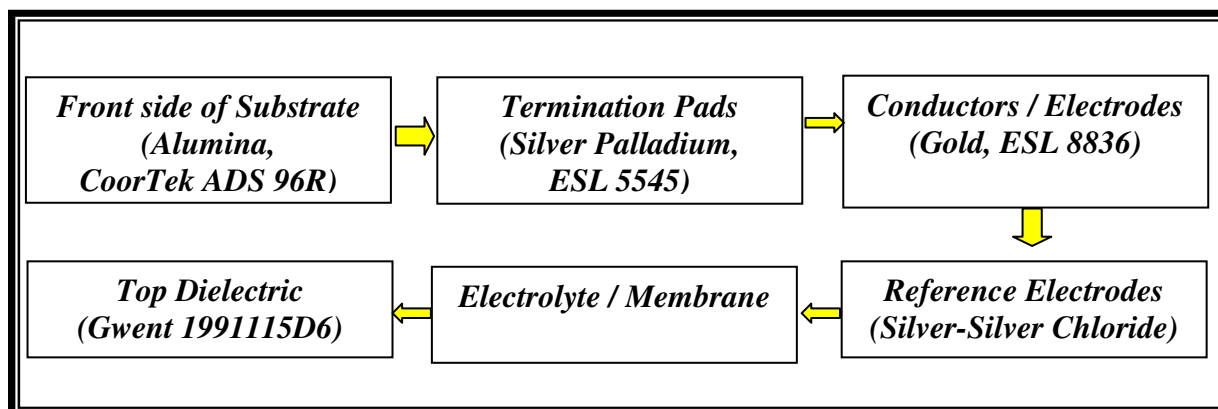 Front side of Substrate
(Alumina,
CoorTek ADS 96R)
Termination Pads
(Silver Palladium,
ESL 5545)
Conductors / Electrodes
(Gold, ESL 8836)
Reference Electrodes
(Silver-Silver Chloride)
Electrolyte / Membrane
Top Dielectric
(Gwent 1991115D6)